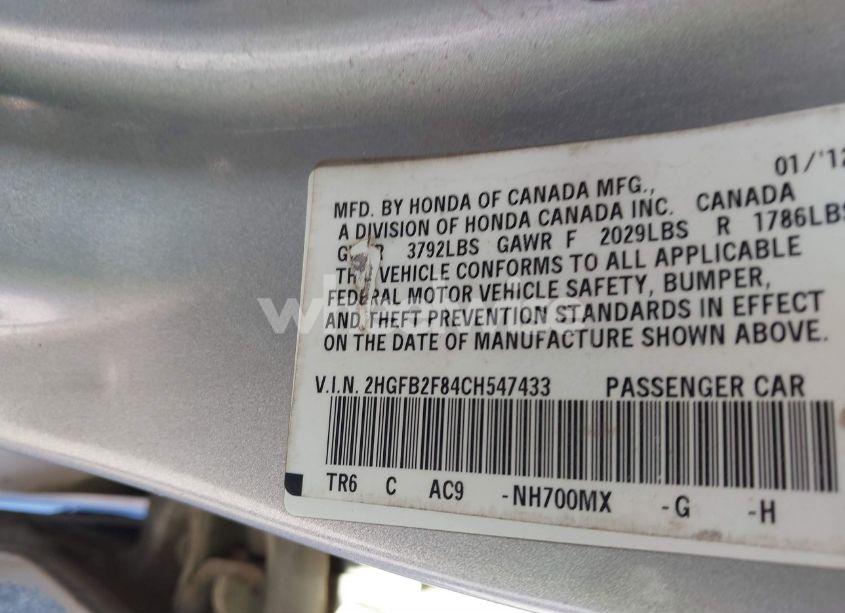 01/'12
MFD. BY HONDA OF CANADA MFG.,
A DIVISION OF HONDA CANADA INC. CANADA
3792LBS GAWR F 2029LBS R 1786LBS
VEHICLE CONFORMS TO ALL APPLICABLE
FEDERAL MOTOR VEHICLE SAFETY, BUMPER,
AND THEFT PREVENTION STANDARDS IN EFFECT
ON THE DATE OF MANUFACTURE SHOWN ABOVE.
V.I.N. 2HGFB2F84CH547433 PASSENGER CAR
TR6 C AC9 -NH700MX -G -H